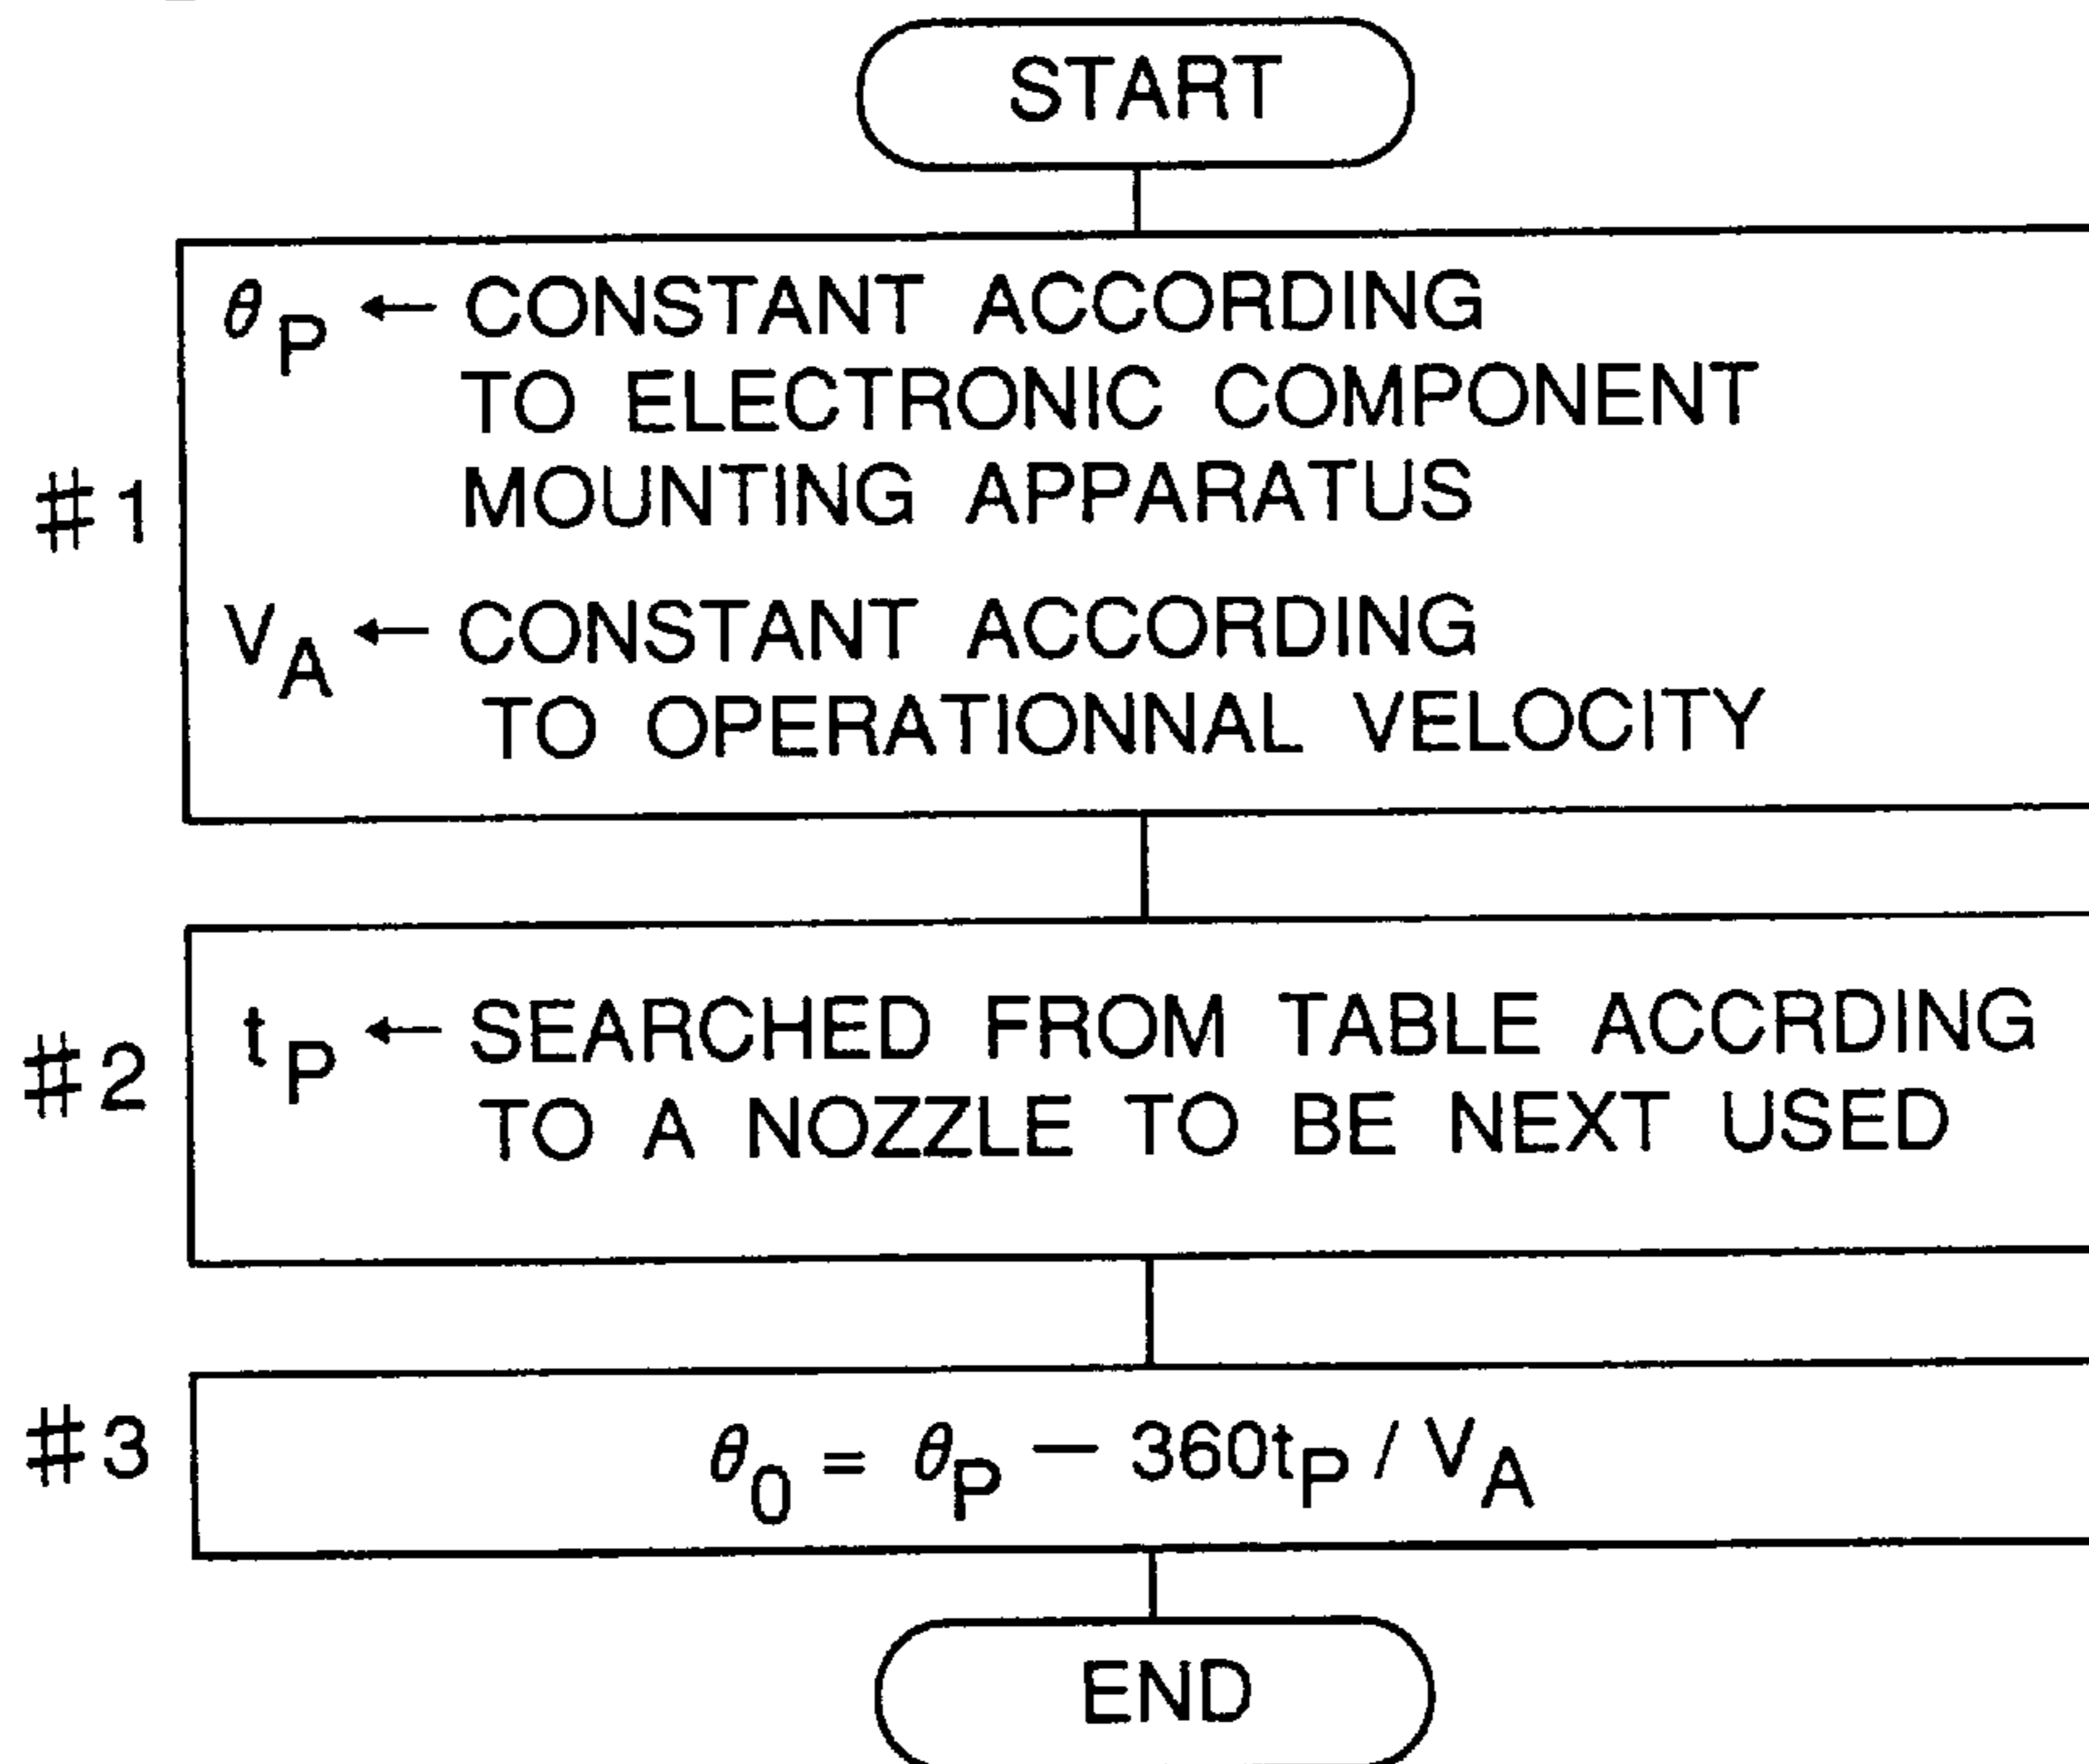 START
#1
θP ← CONSTANT ACCORDING
TO ELECTRONIC COMPONENT
MOUNTING APPARATUS
VA ← CONSTANT ACCORDING
TO OPERATIONNAL VELOCITY
#2
tP ← SEARCHED FROM TABLE ACCRDING
TO A NOZZLE TO BE NEXT USED
#3
θ0 = θP — 360tP / VA
END